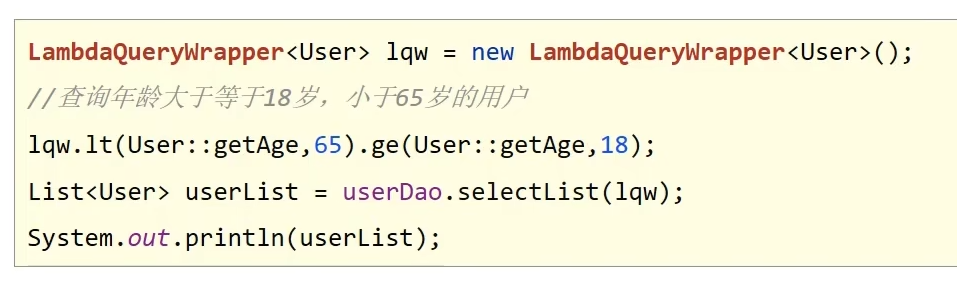 LambdaQueryWrapper<User> lqw = new LambdaQueryWrapper<User>();
//查询年龄大于等于18岁，小于65岁的用户
lqw.lt(User::getAge,65).ge(User::getAge,18);
List<User> userList = userDao.selectList(lqw);
System.out.println(userList);